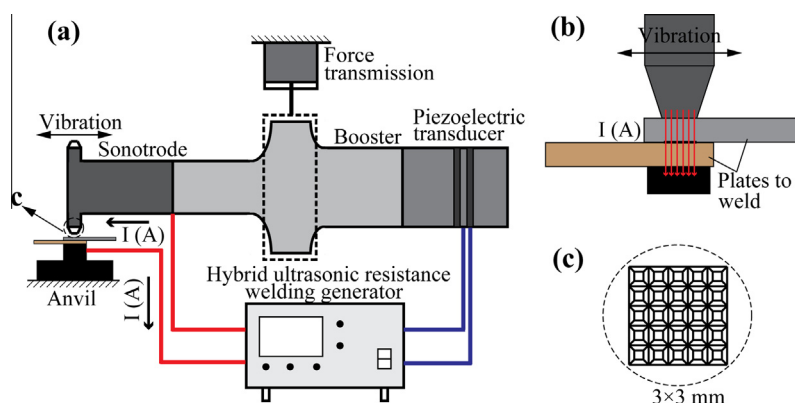 (a)
Force
transmission
Vibration
Sonotrode
Booster
Piezoelectric
transducer
c
I (A)
I (A)
Anvil
Hybrid ultrasonic resistance
welding generator
(b)
Vibration
I (A)
Plates to
weld
(c)
3×3 mm